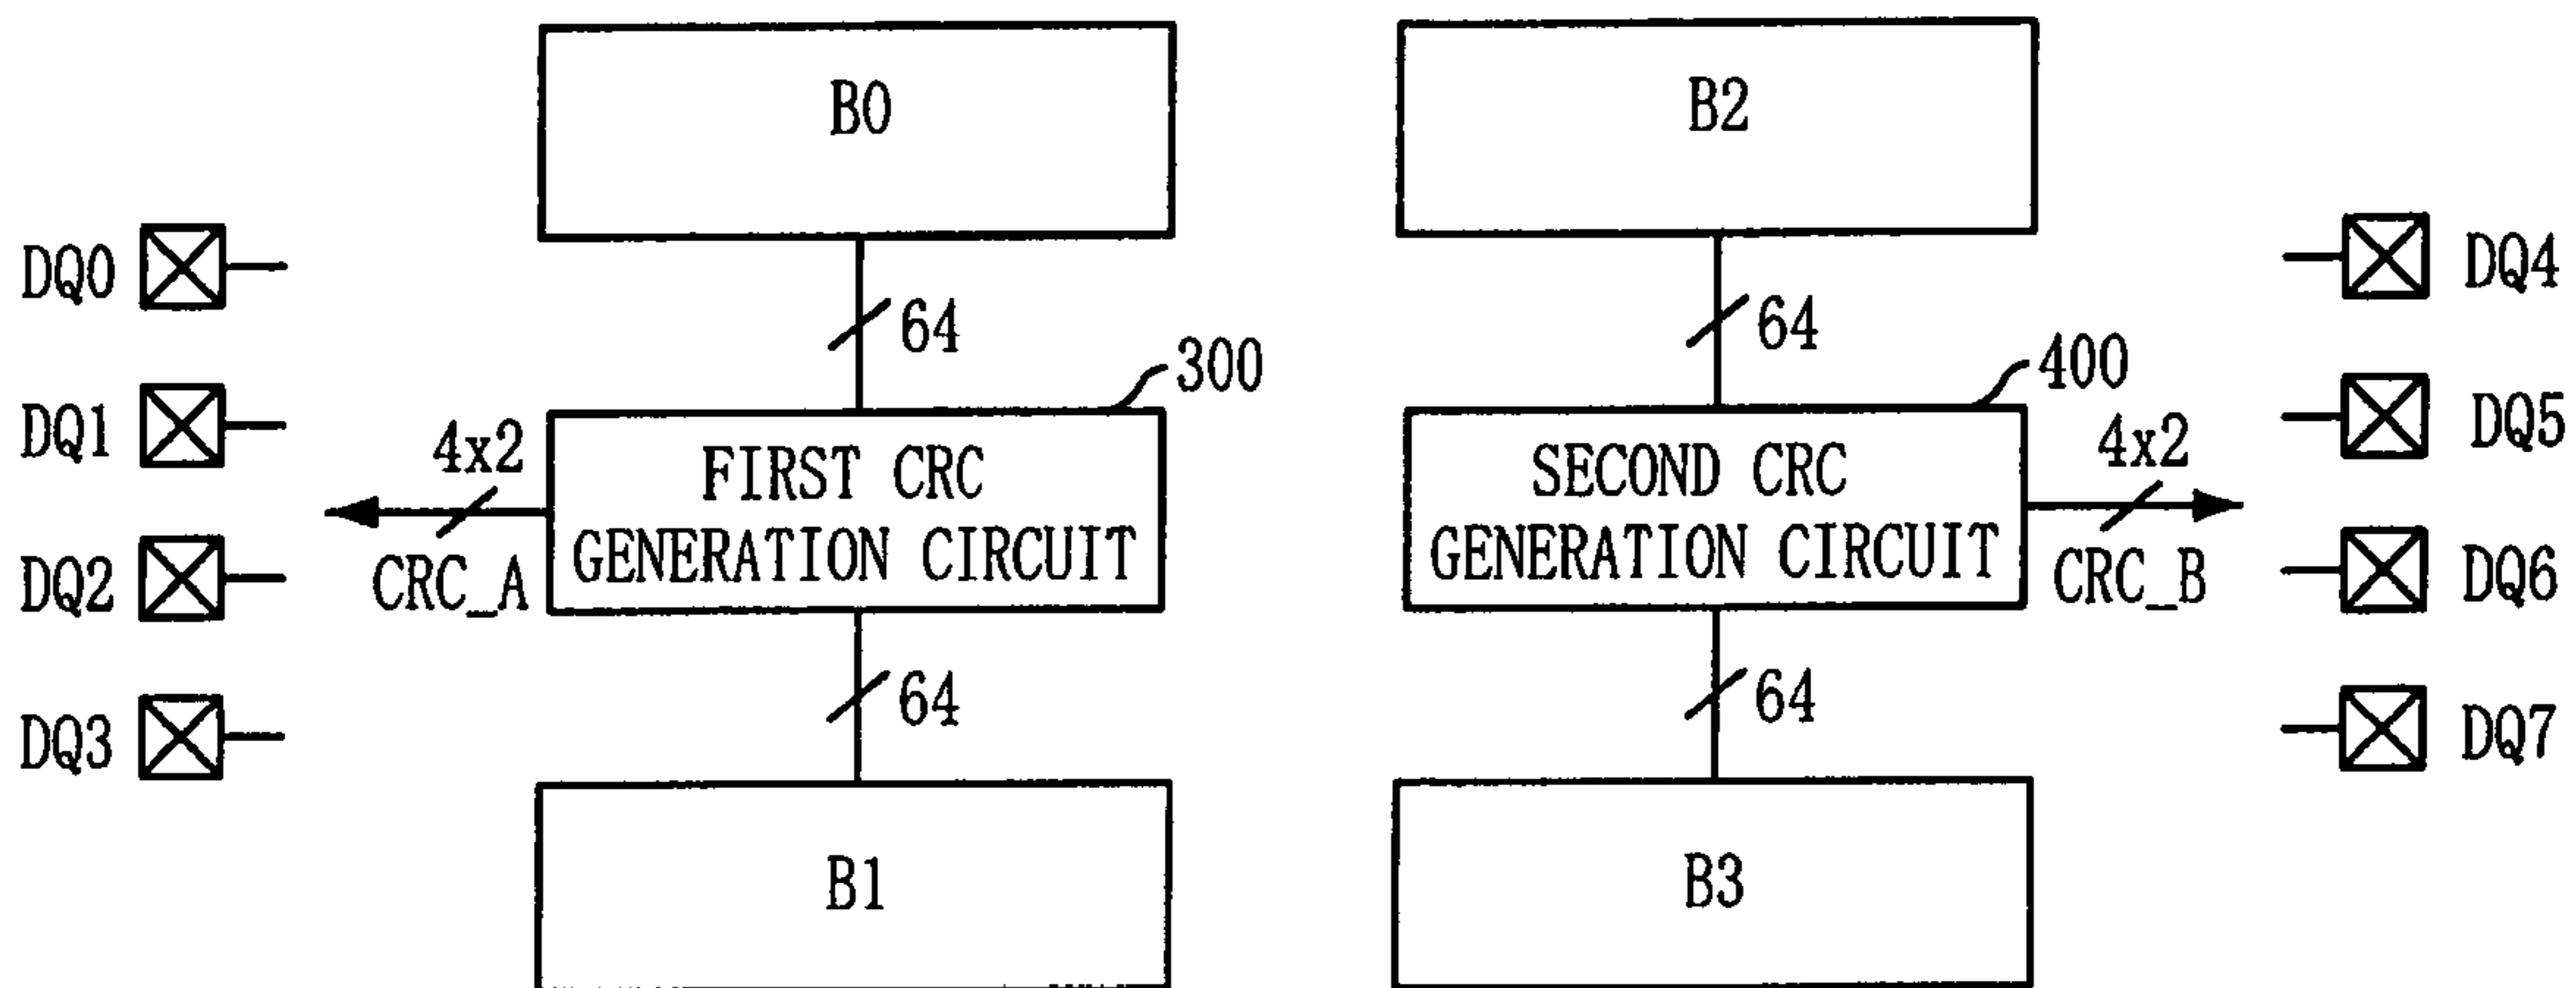 B0
B2
DQ0
DQ4
64
64
300
400
DQ1
4x2
FIRST CRC
GENERATION CIRCUIT
SECOND CRC
GENERATION CIRCUIT
4x2
DQ5
DQ2
CRC_A
CRC_B
DQ6
64
64
DQ3
DQ7
B1
B3